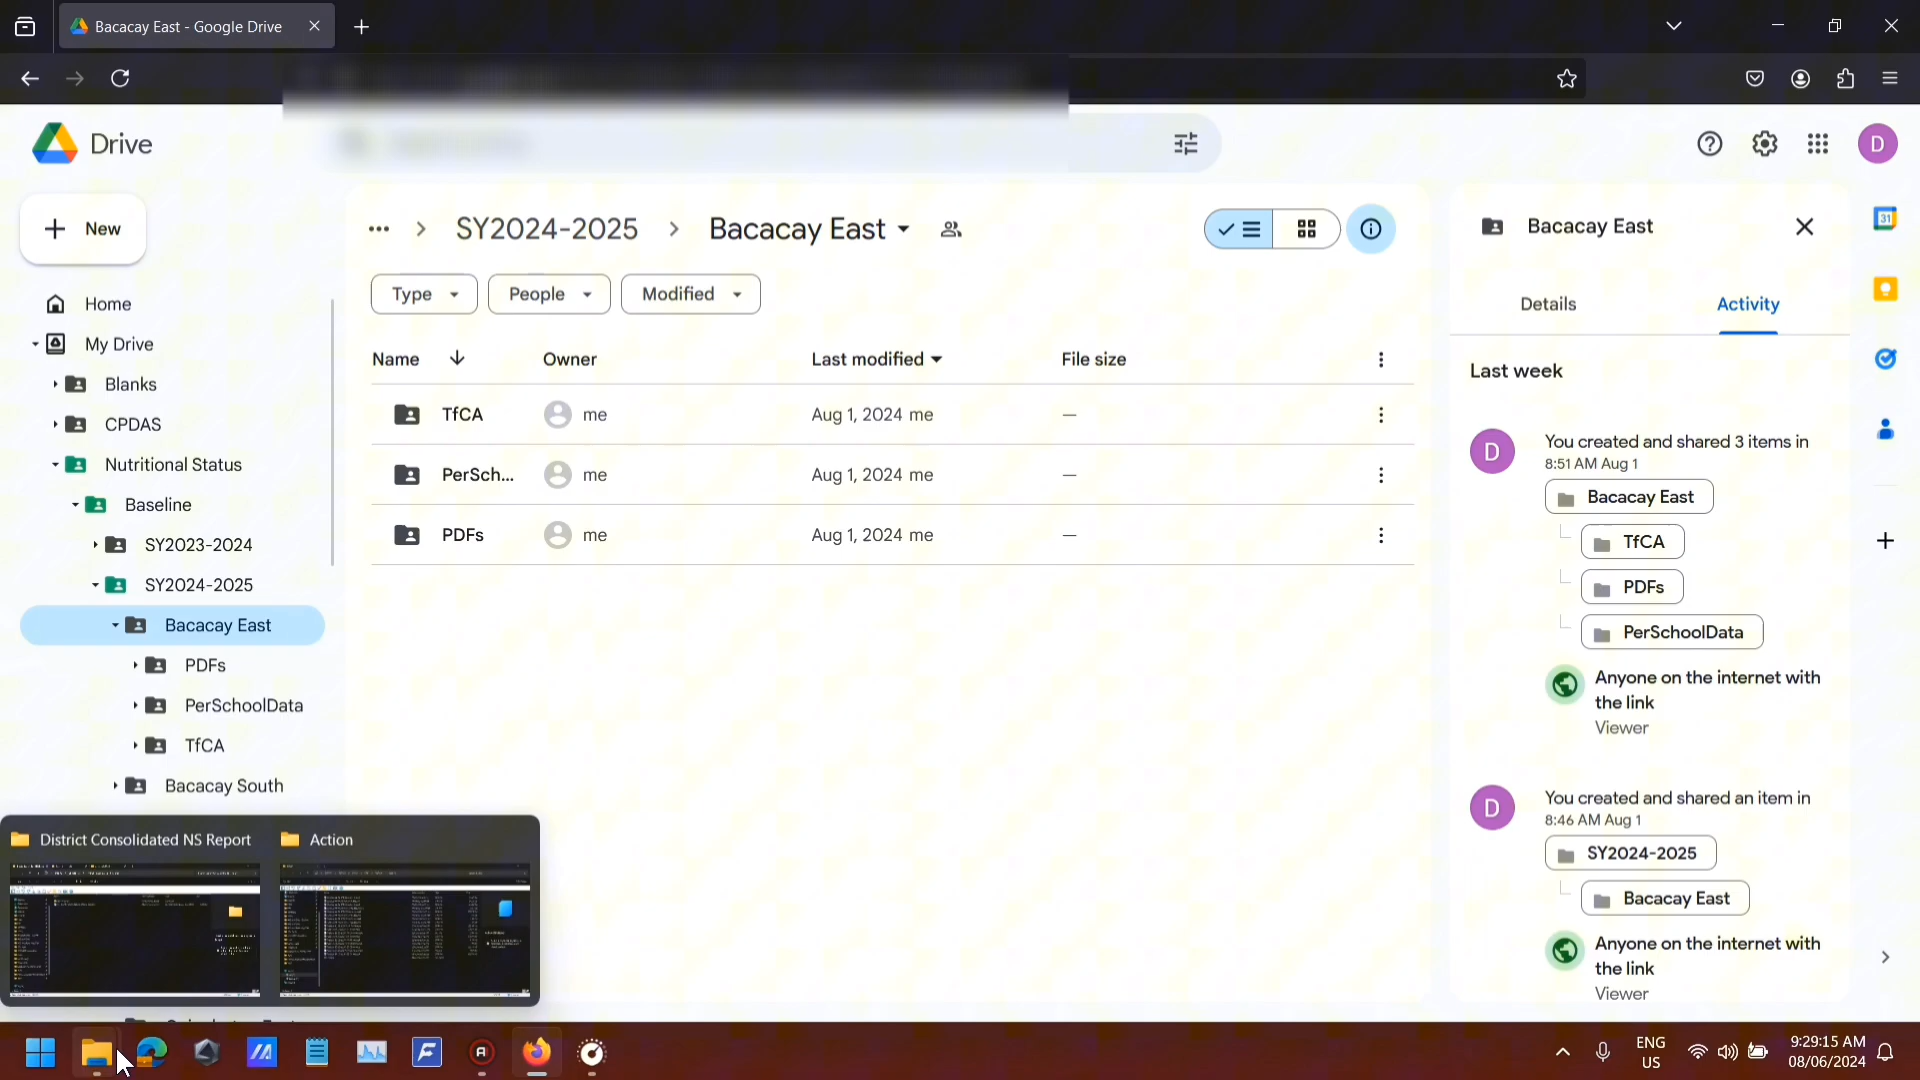 Bacacay East - Google Drive
Drive
New
Home
My Drive
Blanks
CPDAS
Nutritional Status
Baseline
SY2023-2024
SY2024-2025
Bacacay East
PDFs
PerSchoolData
TfCA
Bacacay South
SY2024-2025
Bacacay East
Type
People
Modified
Name
Owner
Last modified
File size
TfCA
me
Aug 1, 2024 me
—
PerSch...
me
Aug 1, 2024 me
—
PDFs
me
Aug 1, 2024 me
—
Bacacay East
Details
Activity
Last week
D
You created and shared 3 items in
8:51 AM Aug 1
Bacacay East
TfCA
PDFs
PerSchoolData
Anyone on the internet with
the link
Viewer
D
You created and shared an item in
8:46 AM Aug 1
SY2024-2025
Bacacay East
Anyone on the internet with
the link
Viewer
D
31
District Consolidated NS Report
Action
ENG
US
9:29:15 AM
08/06/2024